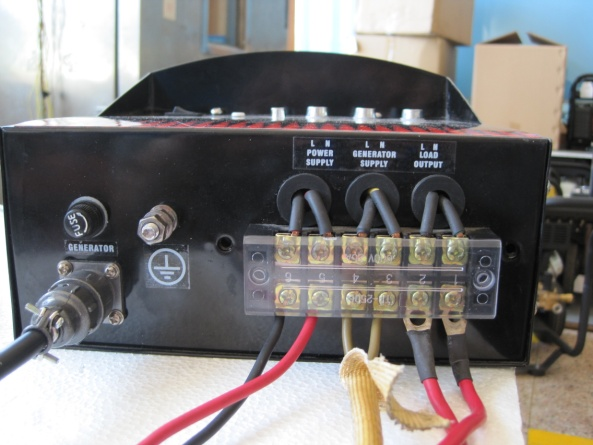 L N
POWER
SUPPLY
L N
GENERATOR
SUPPLY
L N
LOAD
OUTPUT
FUSE
GENERATOR
6 5 4 3 2 1